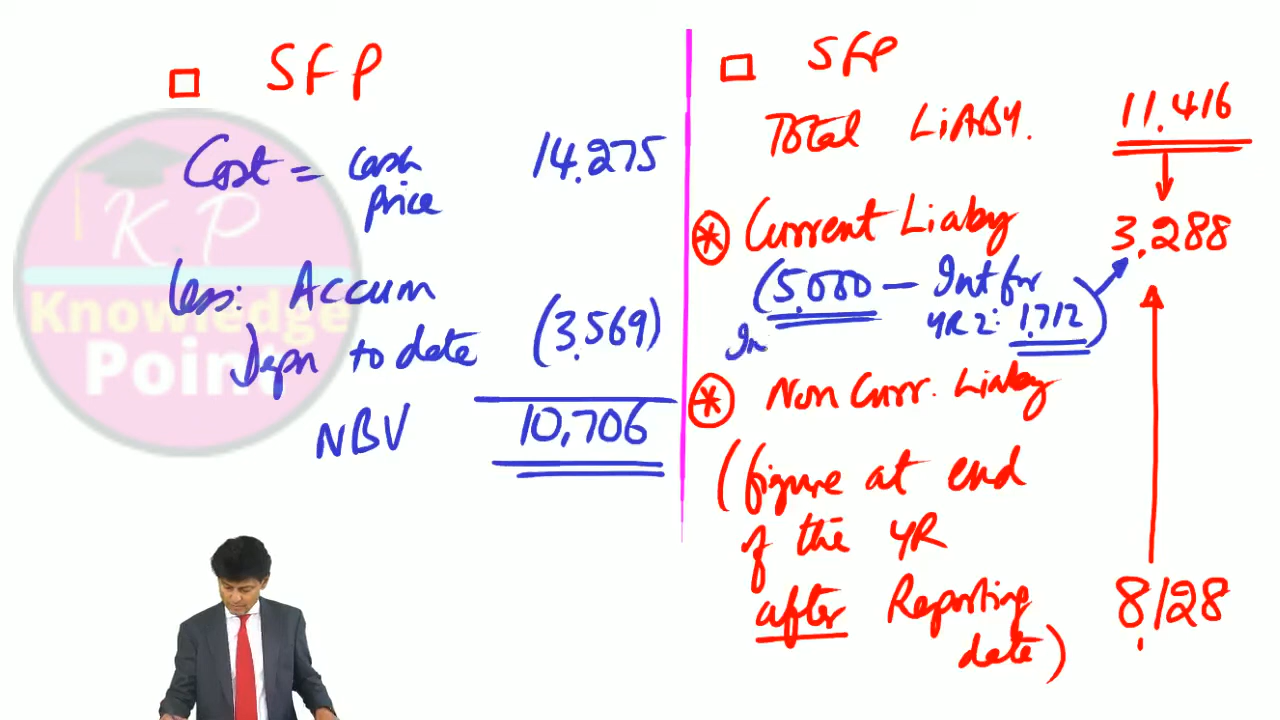 SFP
Cost = Cash 14,275
price
Less: Accum
Depn to date (3,569)
NBV 10,706
KP
Knowledge
Point
SFP
Total LiABY. 11,416
Current Liaby 3,288
(5,000 – Int for
YR 2: 1,712)
In
Non Curr. Liaby
(figure at end
of the YR
after Reporting 8,128
date)